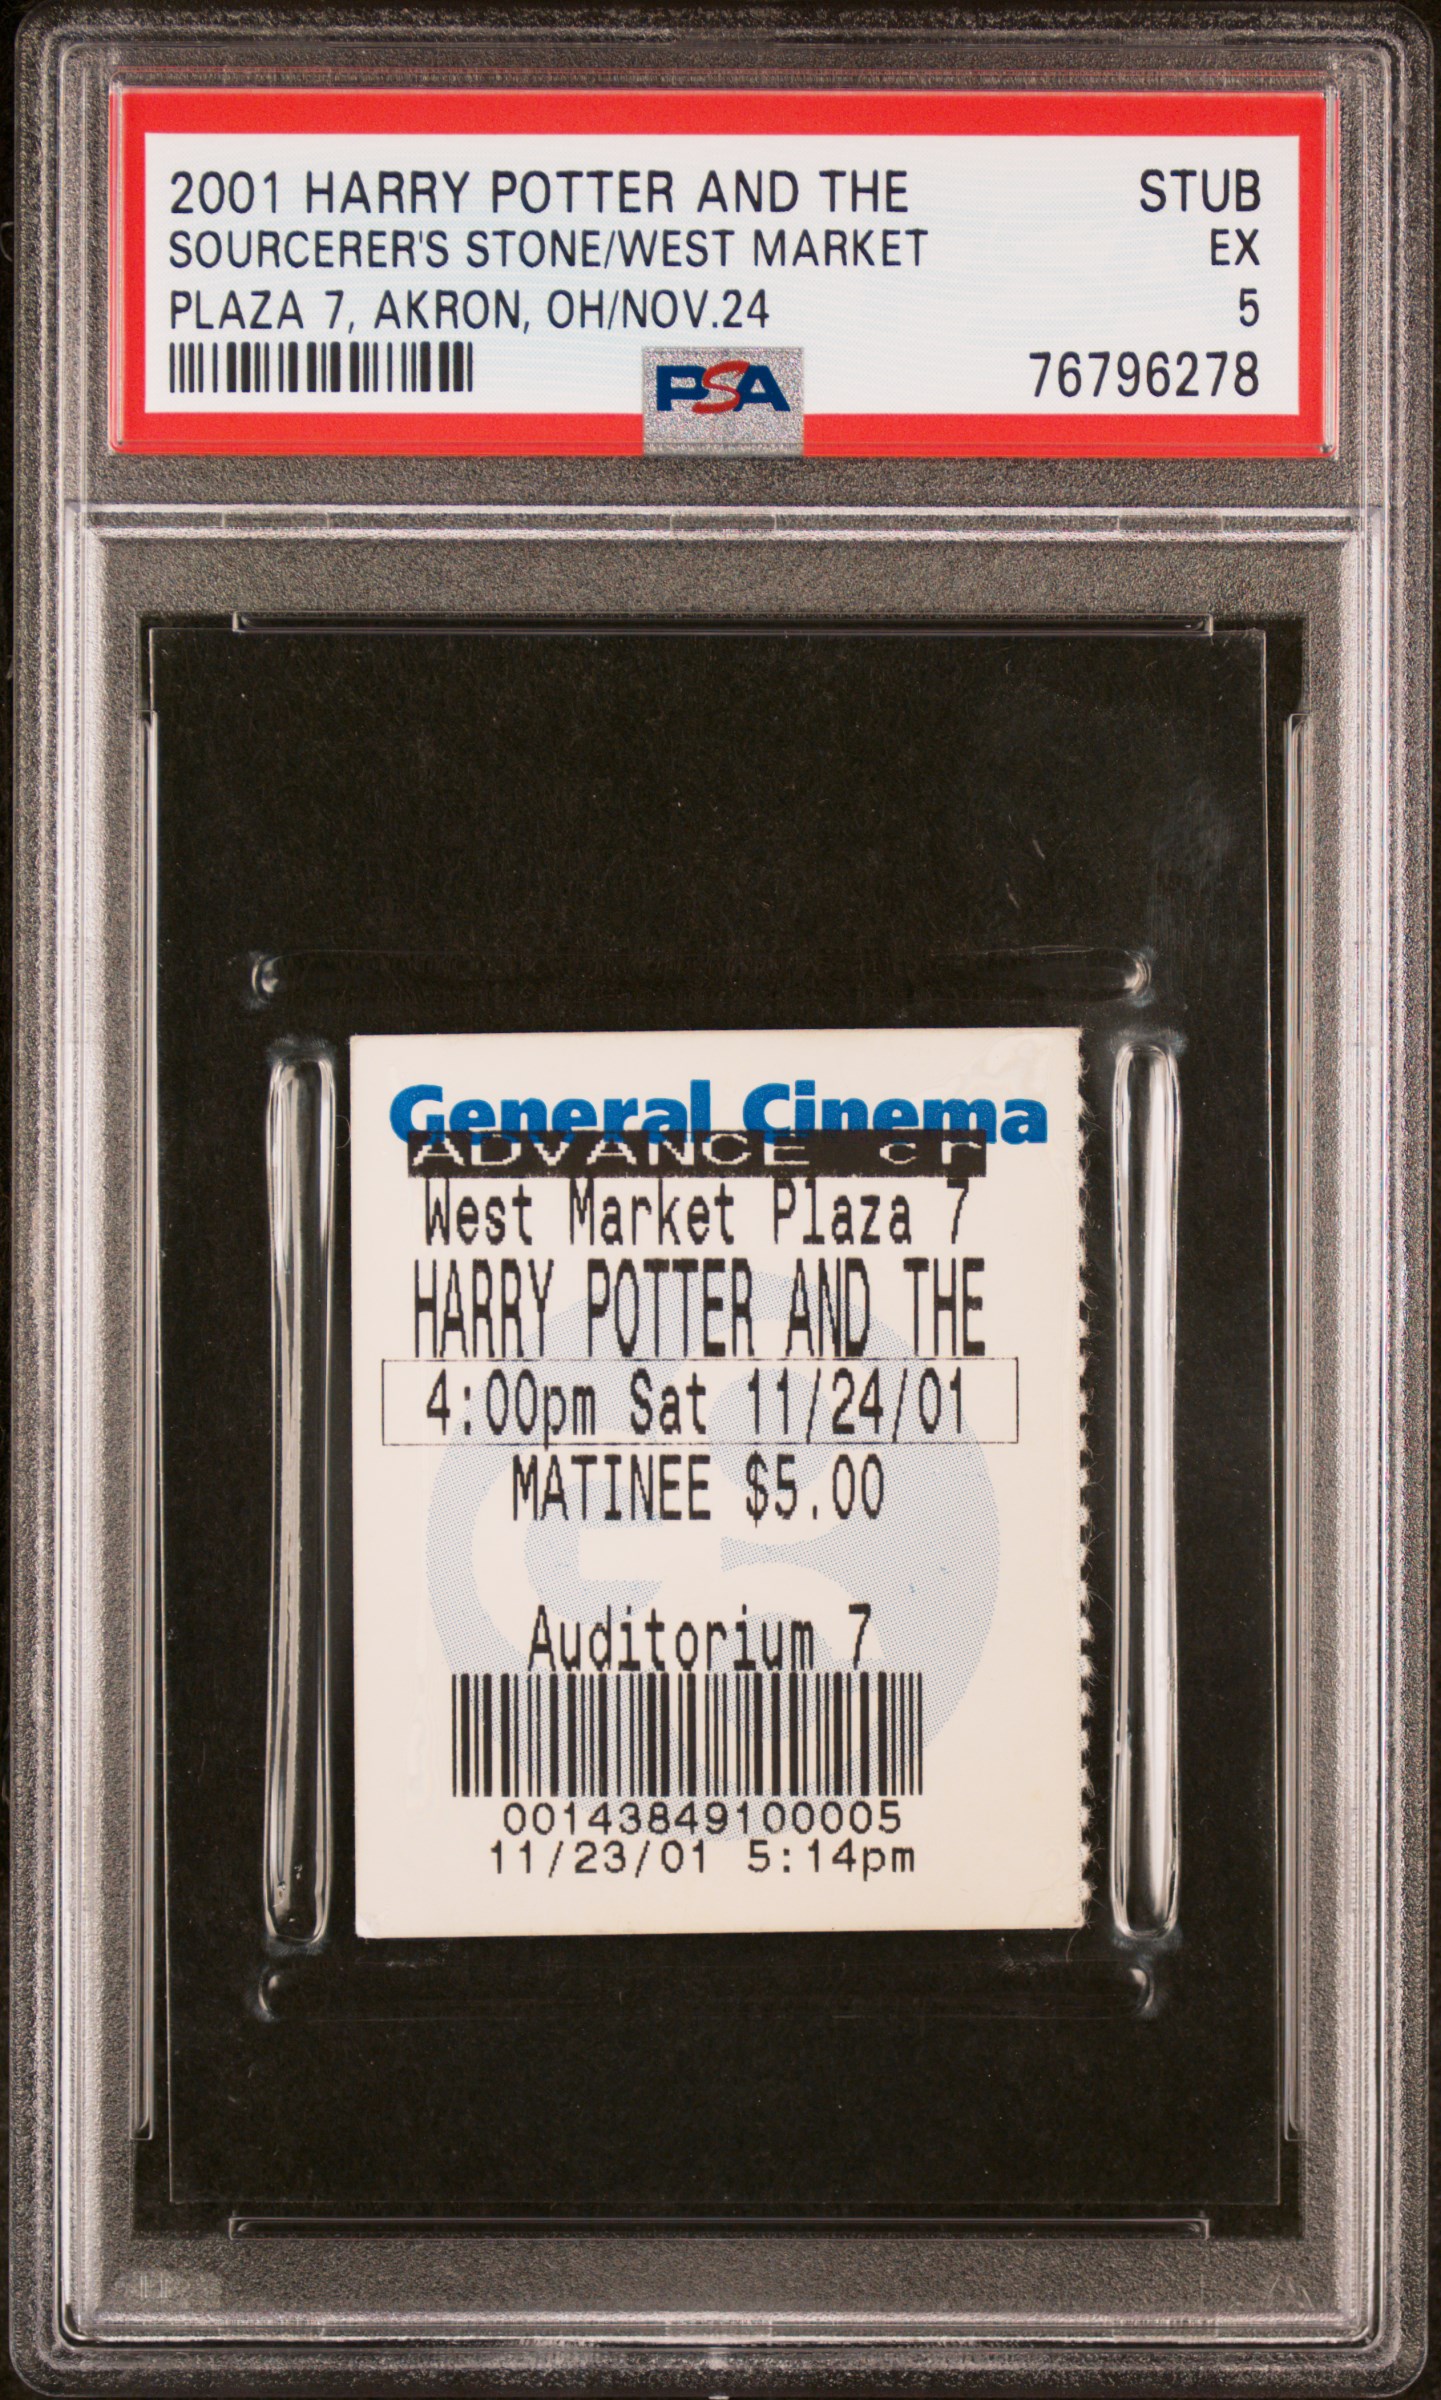 2001 HARRY POTTER AND THE STUB
SOURCERER'S STONE/WEST MARKET EX
PLAZA 7, AKRON, OH/NOV.24 5
PSA 76796278
General Cinema
ADVANCE cr
West Market Plaza 7
HARRY POTTER AND THE
4:00pm Sat 11/24/01
MATINEE $5.00
Auditorium 7
00143849100005
11/23/01 5:14pm